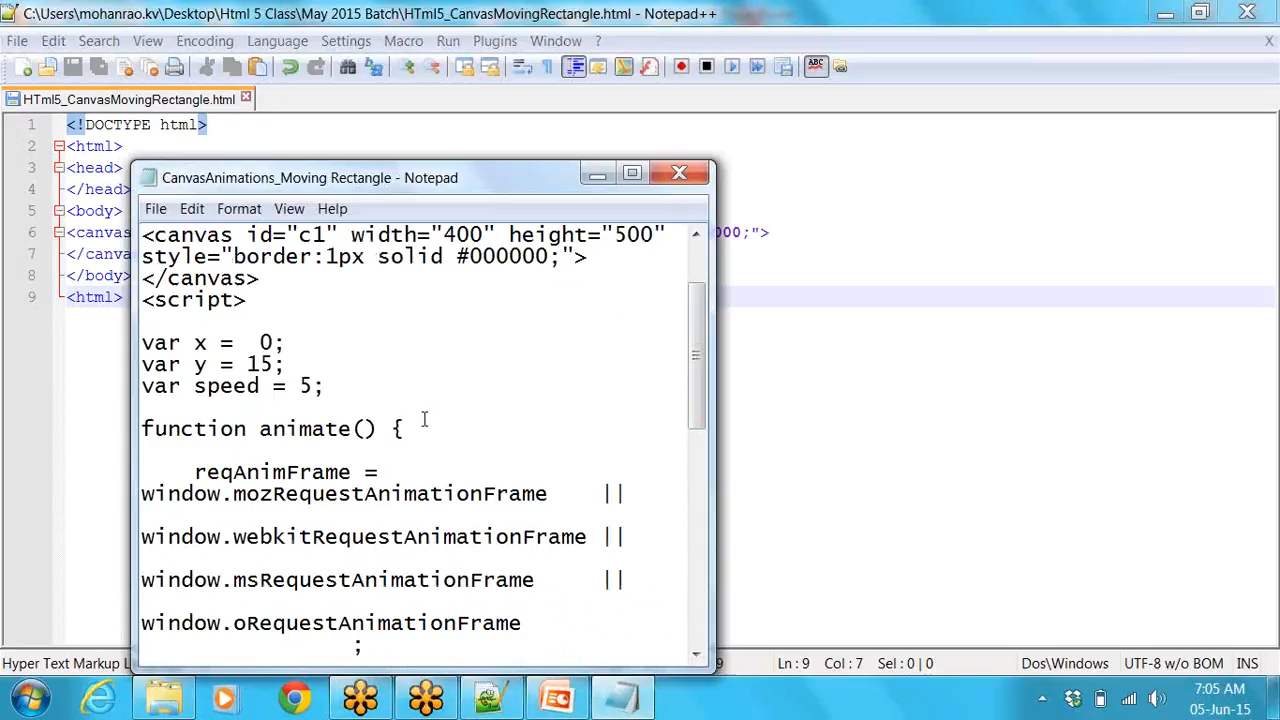 C:\Users\mohanrao.kv\Desktop\Html 5 Class\May 2015 Batch\HTml5_CanvasMovingRectangle.html - Notepad++
File Edit Search View Encoding Language Settings Macro Run Plugins Window ? X
ABC
HTml5_CanvasMovingRectangle.html
1 <!DOCTYPE html>
2 <html>
3 <head>
4 </head>
5 <body>
6 <canvas 000;">
7 </canva
8 </body>
9 <html>
CanvasAnimations_Moving Rectangle - Notepad
File Edit Format View Help
<canvas id="c1" width="400" height="500"
style="border:1px solid #000000;">
</canvas>
<script>
var x =  0;
var y = 15;
var speed = 5;
function animate() {
reqAnimFrame =
window.mozRequestAnimationFrame    ||
window.webkitRequestAnimationFrame ||
window.msRequestAnimationFrame     ||
window.oRequestAnimationFrame
;
Hyper Text Markup L 9 Ln : 9 Col : 7 Sel : 0 | 0 Dos\Windows UTF-8 w/o BOM INS
7:05 AM
05-Jun-15